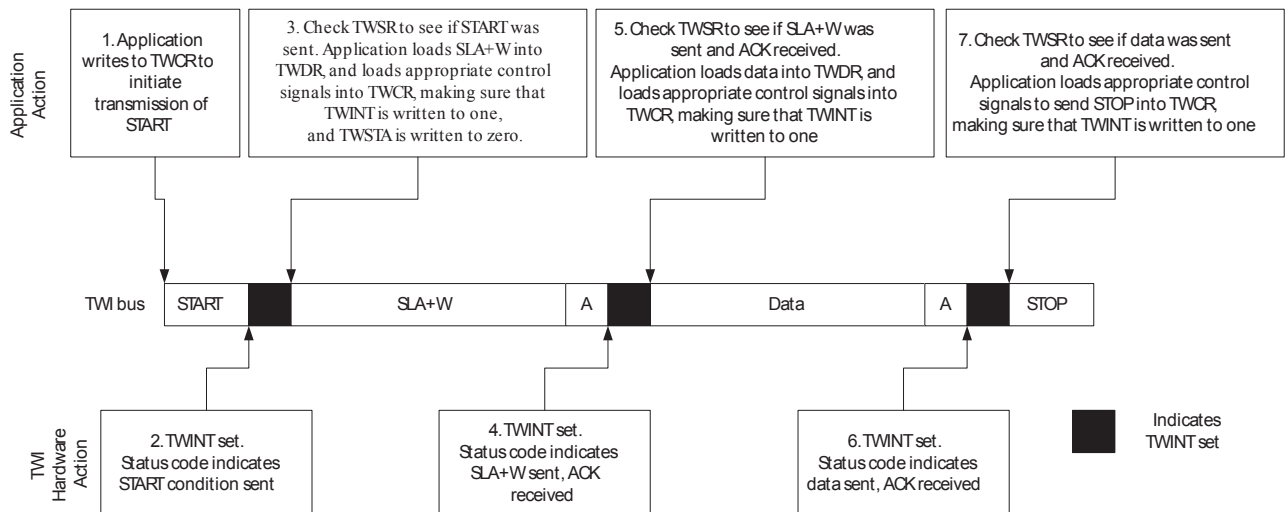 Application
Action
1. Application
writes to TWCR to
initiate
transmission of
START
3. Check TWSR to see if START was
sent. Application loads SLA+W into
TWDR, and loads appropriate control
signals into TWCR, making sure that
TWINT is written to one,
and TWSTA is written to zero.
5. Check TWSR to see if SLA+W was
sent and ACK received.
Application loads data into TWDR, and
loads appropriate control signals into
TWCR, making sure that TWINT is
written to one
7. Check TWSR to see if data was sent
and ACK received.
Application loads appropriate control
signals to send STOP into TWCR,
making sure that TWINT is written to one
TWI bus
START
SLA+W
A
Data
A
STOP
TWI
Hardware
Action
2. TWINT set.
Status code indicates
START condition sent
4. TWINT set.
Status code indicates
SLA+W sent, ACK
received
6. TWINT set.
Status code indicates
data sent, ACK received
Indicates
TWINT set